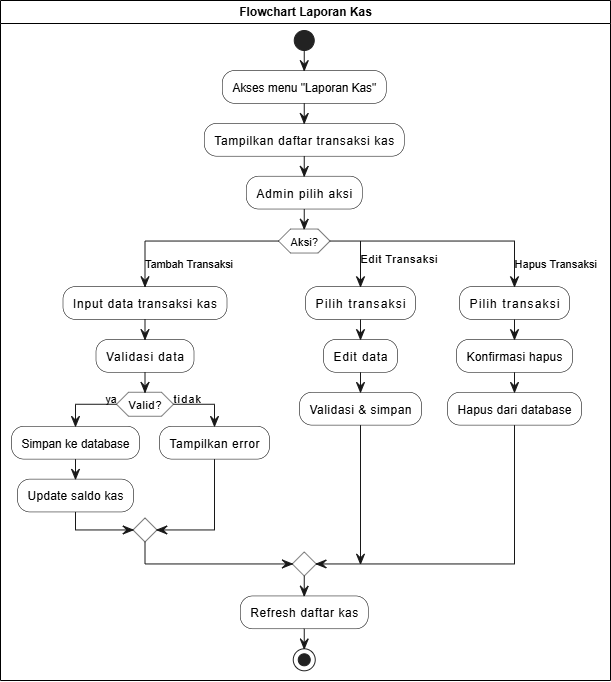 Flowchart Laporan Kas
Akses menu "Laporan Kas"
Tampilkan daftar transaksi kas
Admin pilih aksi
Aksi?
Tambah Transaksi
Edit Transaksi
Hapus Transaksi
Input data transaksi kas
Pilih transaksi
Pilih transaksi
Validasi data
Edit data
Konfirmasi hapus
ya
Valid?
tidak
Validasi & simpan
Hapus dari database
Simpan ke database
Tampilkan error
Update saldo kas
Refresh daftar kas